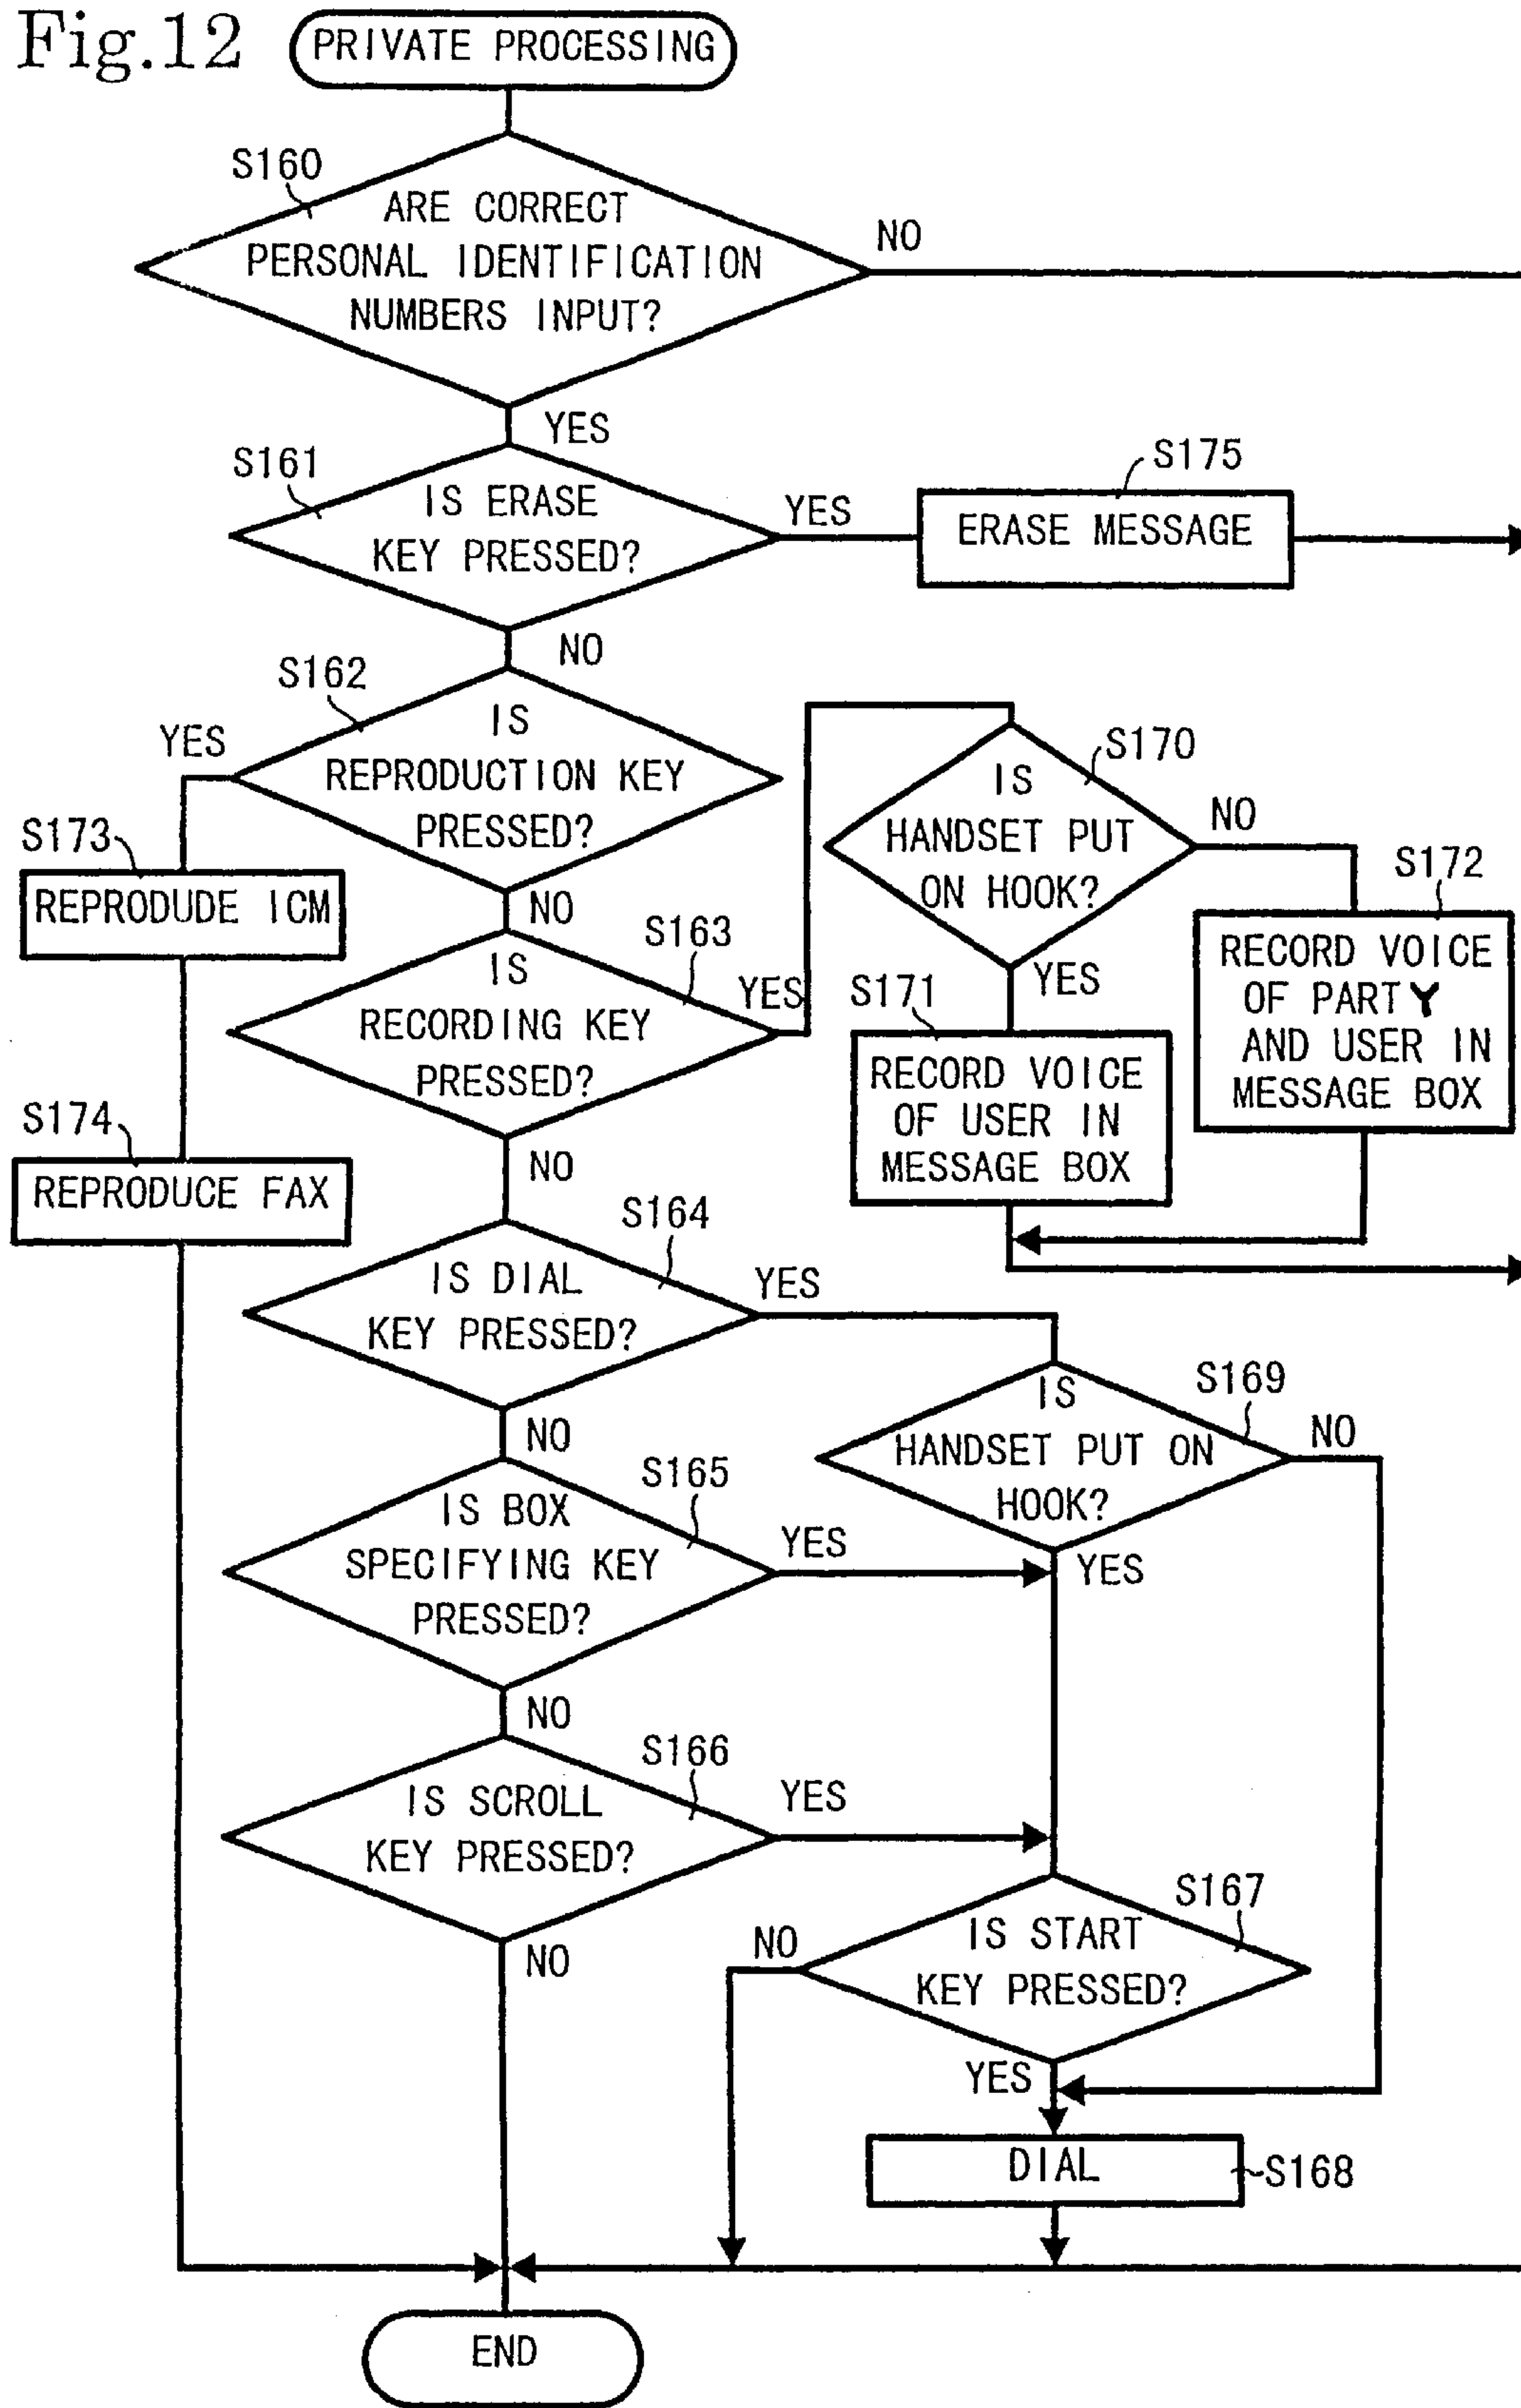 Fig.12
PRIVATE PROCESSING
S160
ARE CORRECT
PERSONAL IDENTIFICATION
NUMBERS INPUT?
NO
YES
S161
IS ERASE
KEY PRESSED?
YES
S175
ERASE MESSAGE
NO
S162
IS
REPRODUCTION KEY
PRESSED?
YES
S173
REPRODUDE ICM
S174
REPRODUCE FAX
NO
S163
IS
RECORDING KEY
PRESSED?
YES
S170
IS
HANDSET PUT
ON HOOK?
NO
S172
RECORD VOICE
OF PARTY
AND USER IN
MESSAGE BOX
YES
S171
RECORD VOICE
OF USER IN
MESSAGE BOX
NO
S164
IS DIAL
KEY PRESSED?
YES
S169
IS
HANDSET PUT ON
HOOK?
NO
YES
NO
S165
IS BOX
SPECIFYING KEY
PRESSED?
YES
NO
S166
IS SCROLL
KEY PRESSED?
YES
NO
S167
IS START
KEY PRESSED?
NO
YES
DIAL
S168
END